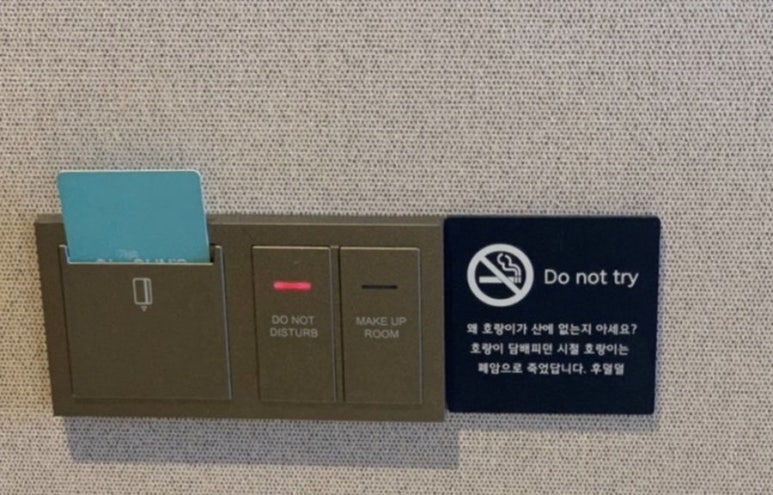 DO NOT
DISTURB
MAKE UP
ROOM
Do not try
왜 호랑이가 산에 없는지 아세요?
호랑이 담배피던 시절 호랑이는
폐암으로 죽었답니다. 후덜덜